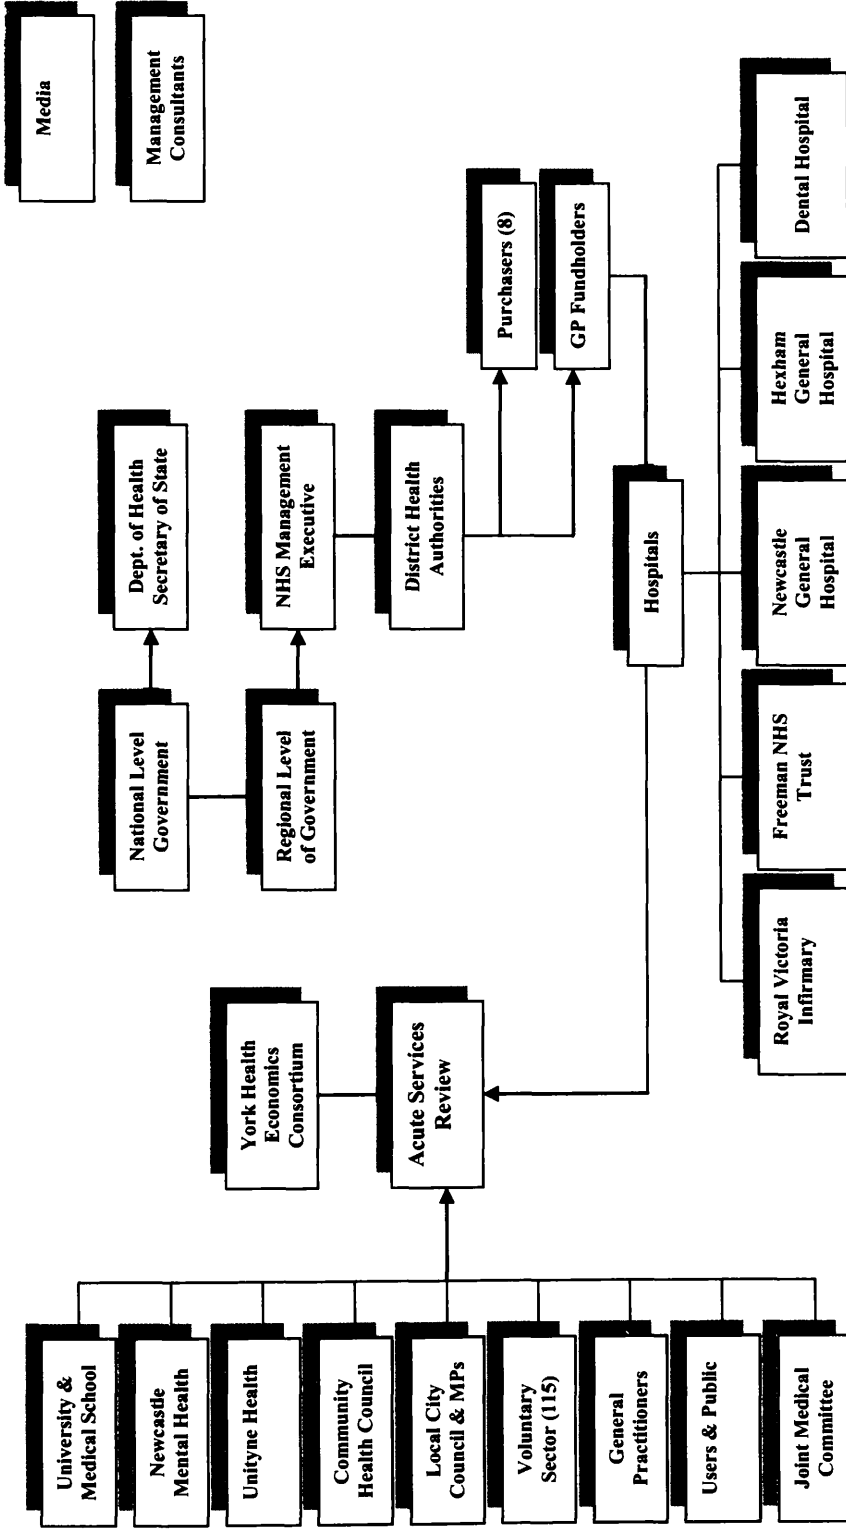 Media
Management
Consultants
Dept. of Health
Secretary of State
National Level
Government
NHS Management
Executive
Regional Level
of Government
District Health
Authorities
Purchasers (8)
GP Fundholders
York Health
Economics
Consortium
Acute Services
Review
Hospitals
University &
Medical School
Newcastle
Mental Health
Unityne Health
Community
Health Council
Local City
Council & MPs
Voluntary
Sector (115)
General
Practitioners
Users & Public
Joint Medical
Committee
Royal Victoria
Infirmary
Freeman NHS
Trust
Newcastle
General
Hospital
Hexham
General
Hospital
Dental Hospital